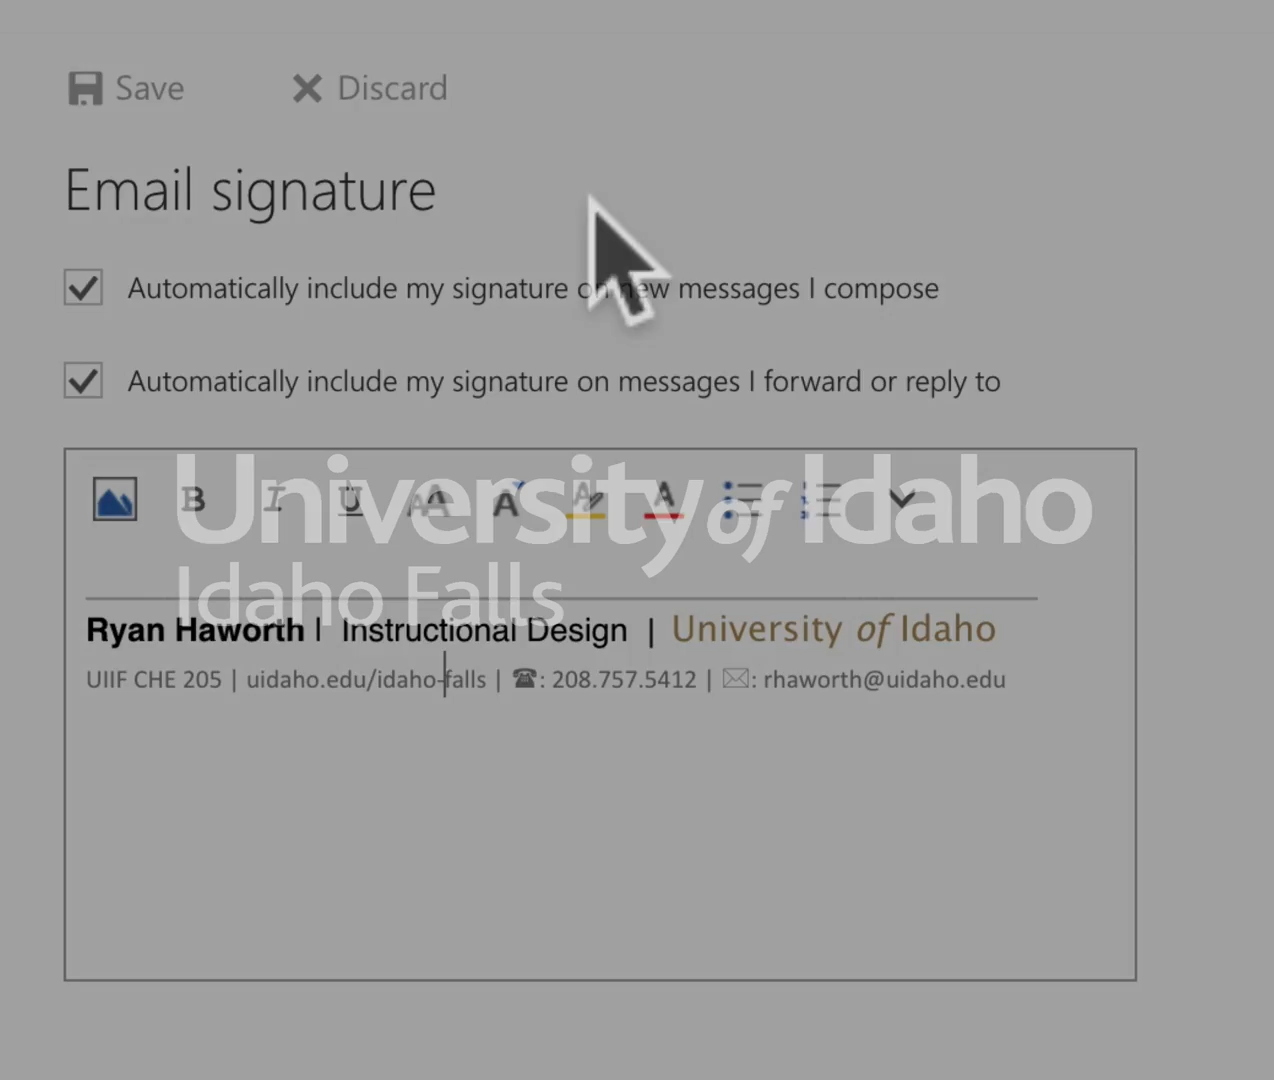 Save Discard
Email signature
Automatically include my signature on new messages I compose
Automatically include my signature on messages I forward or reply to
B I U AA A A A
University of Idaho
Idaho Falls
Ryan Haworth | Instructional Design | University of Idaho
UIIF CHE 205 | uidaho.edu/idaho-falls | ☎: 208.757.5412 | ✉: rhaworth@uidaho.edu